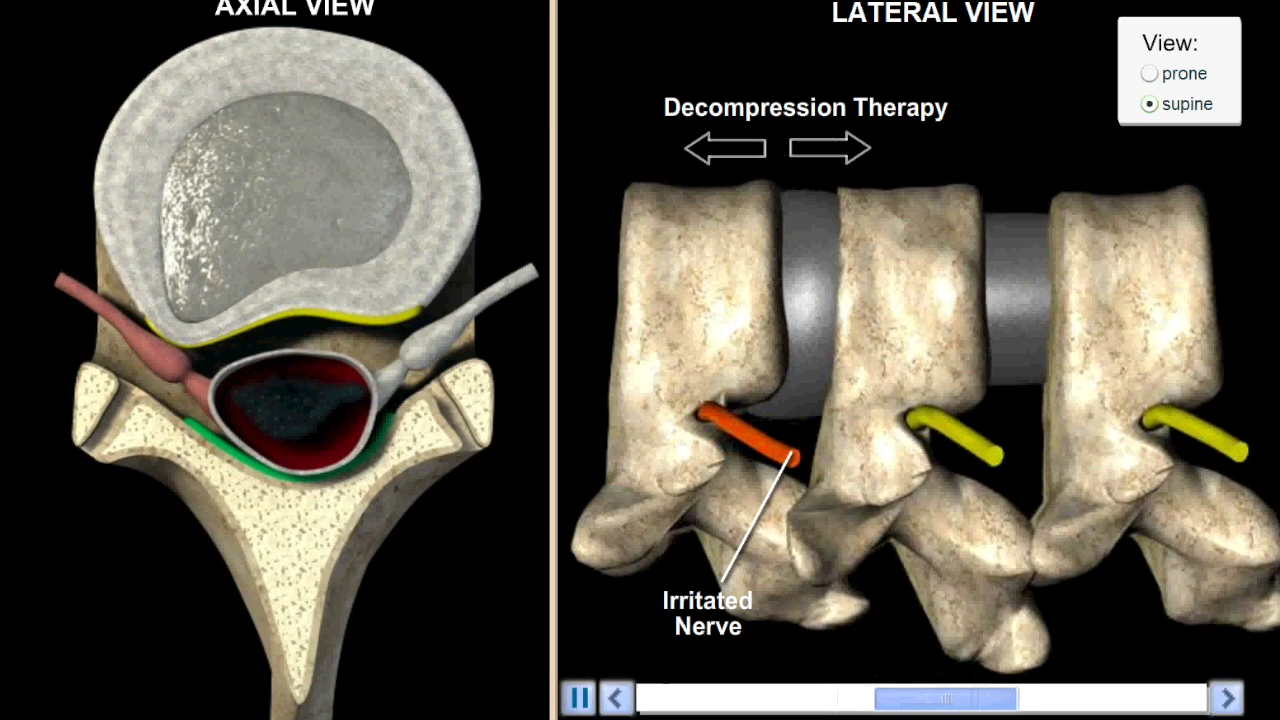 AXIAL VIEW
LATERAL VIEW
View:
prone
supine
Decompression Therapy
Irritated
Nerve